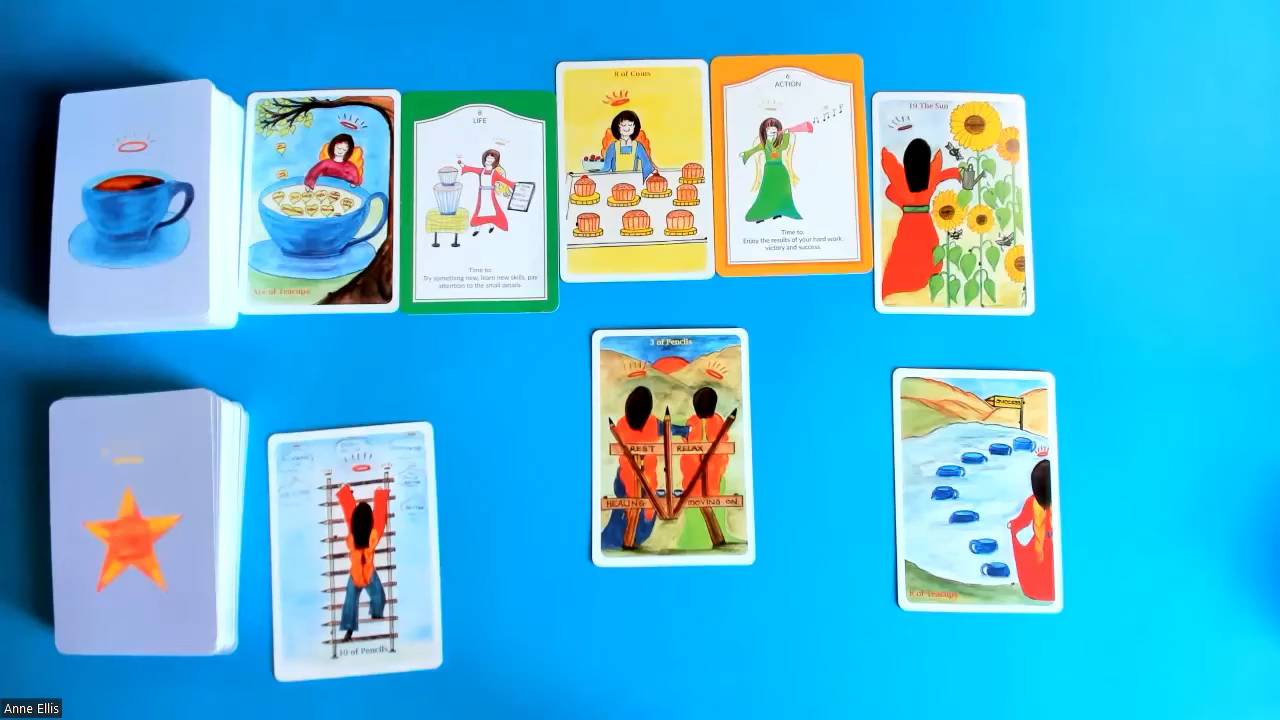 Ace of Teacups
8
LIFE
Time to:
Try something new, learn new skills, pay
attention to the small details.
8 of Coins
6
ACTION
Time to:
Enjoy the results of your hard work,
victory and success.
19 The Sun
10 of Pencils
3 of Pencils
REST RELAX
HEALING MOVING ON
SUCCESS
8 of Teacups
Anne Ellis